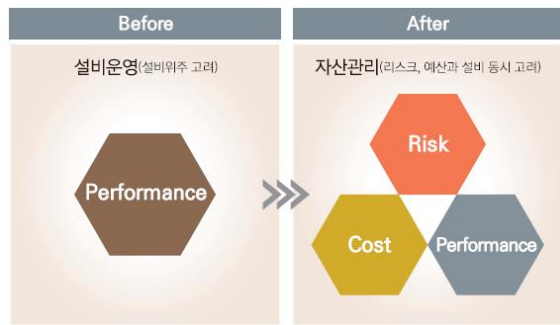 Before
After
설비운영(설비위주 고려)
자산관리(리스크, 예산과 설비 동시 고려)
Performance
Risk
Cost
Performance